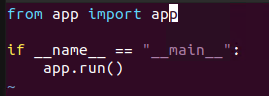 from app import app

if __name__ == "__main__":
    app.run()
~